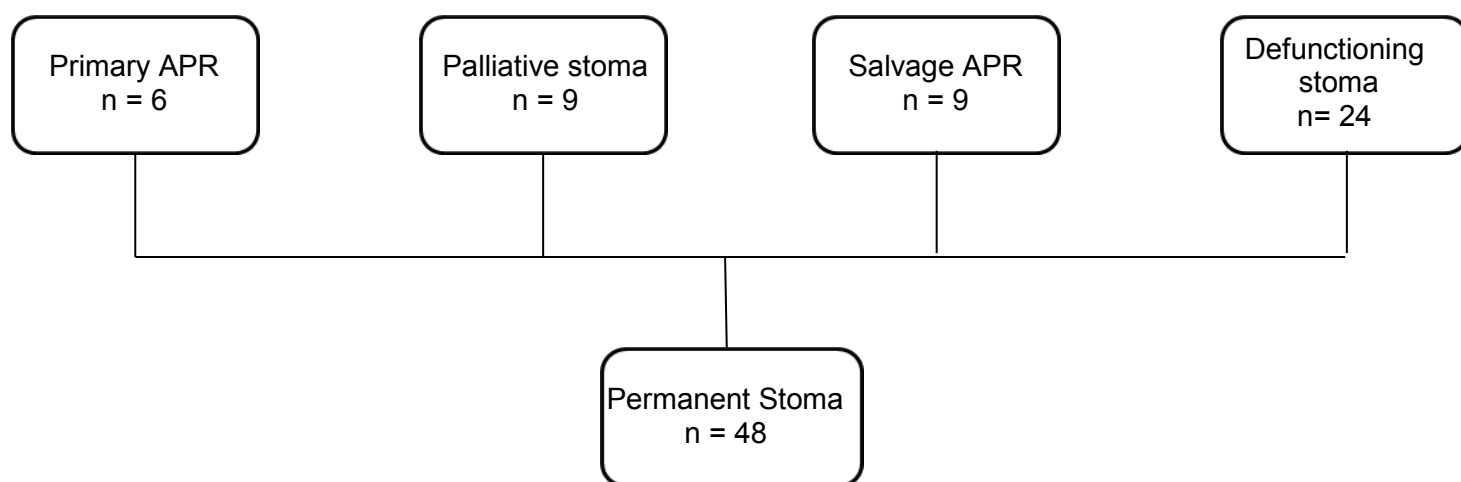 Primary APR
n = 6
Palliative stoma
n = 9
Salvage APR
n = 9
Defunctioning
stoma
n= 24
Permanent Stoma
n = 48